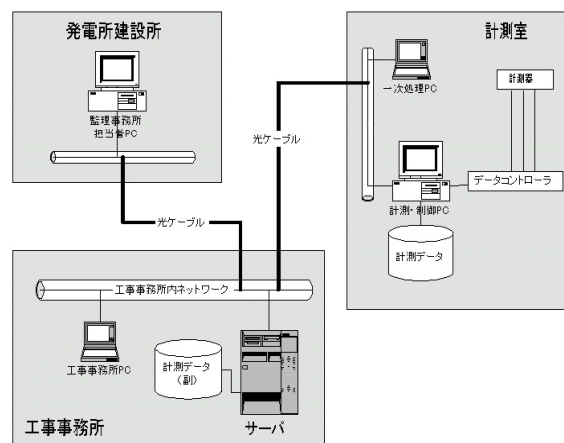 発電所建設所
監理事務所
担当者PC
光ケーブル
計測室
一次処理PC
計測器
データコントローラ
計測・制御PC
計測データ
光ケーブル
工事事務所内ネットワーク
工事事務所PC
計測データ
（副）
工事事務所
サーバ